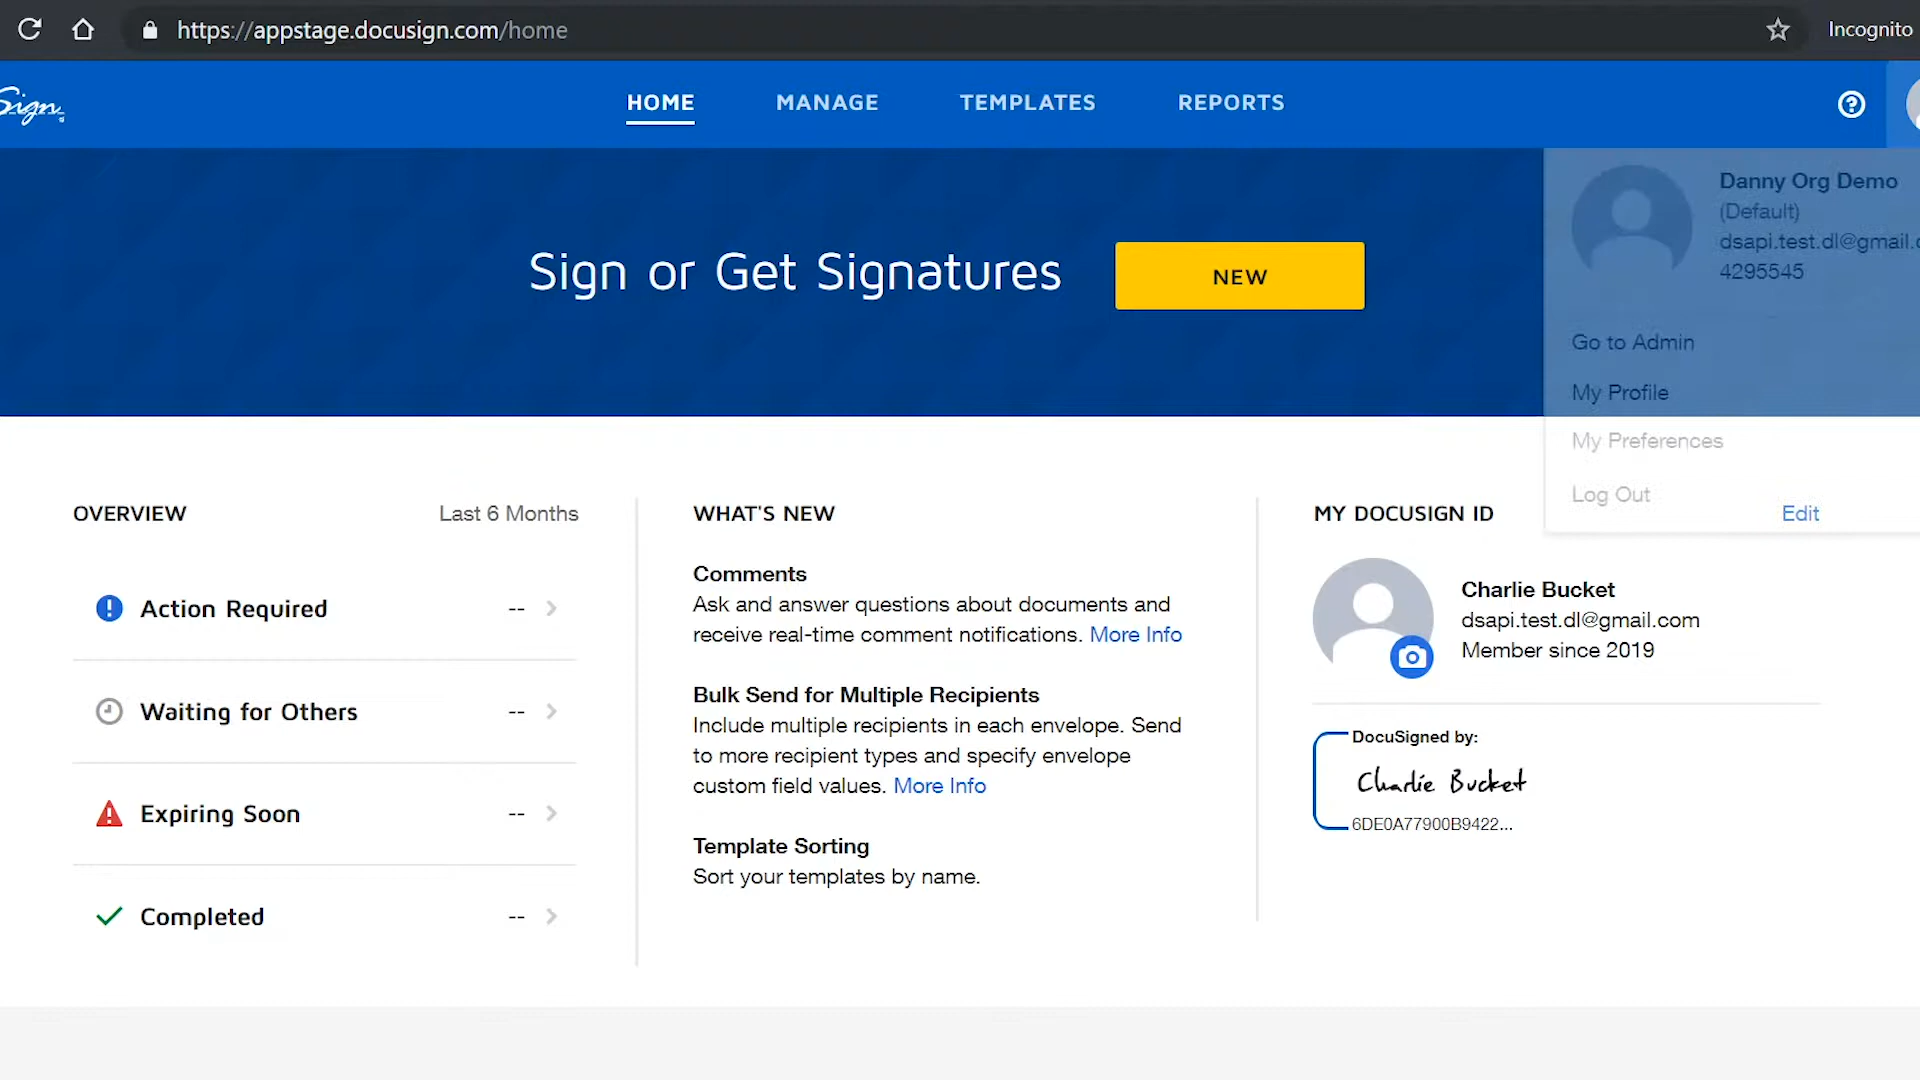 https://appstage.docusign.com/home
Incognito
Sign
HOME
MANAGE
TEMPLATES
REPORTS
Danny Org Demo
(Default)
dsapi.test.dl@gmail.
4295545
Go to Admin
My Profile
My Preferences
Log Out
Sign or Get Signatures
NEW
OVERVIEW
Last 6 Months
Action Required
--
Waiting for Others
--
Expiring Soon
--
Completed
--
WHAT'S NEW
Comments
Ask and answer questions about documents and
receive real-time comment notifications. More Info
Bulk Send for Multiple Recipients
Include multiple recipients in each envelope. Send
to more recipient types and specify envelope
custom field values. More Info
Template Sorting
Sort your templates by name.
MY DOCUSIGN ID
Edit
Charlie Bucket
dsapi.test.dl@gmail.com
Member since 2019
DocuSigned by:
Charlie Bucket
6DE0A77900B9422...